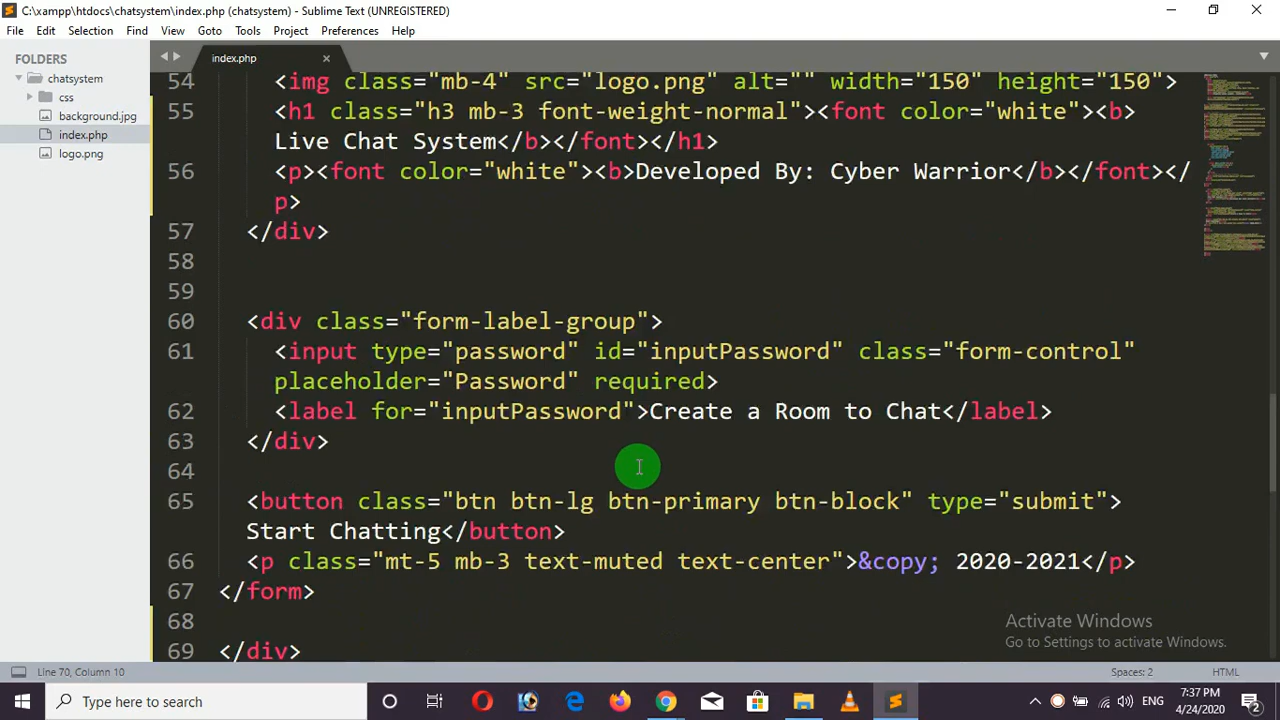 C:\xampp\htdocs\chatsystem\index.php (chatsystem) - Sublime Text (UNREGISTERED)
File Edit Selection Find View Goto Tools Project Preferences Help
FOLDERS
chatsystem
css
background.jpg
index.php
logo.png
index.php
54 <img class="mb-4" src="logo.png" alt="" width="150" height="150">
55 <h1 class="h3 mb-3-font-weight-normal"><font color="white"><b>
Live Chat System</b></font></h1>
56 <p><font color="white"><b>Developed By: Cyber Warrior</b></font></
p>
57 </div>
58
59
60 <div class="form-label-group">
61 <input type="password" id="inputPassword" class="form-control"
placeholder="Password" required>
62 <label for="inputPassword">Create a Room to Chat</label>
63 </div>
64
65 <button class="btn btn-lg btn-primary btn-block" type="submit">
Start Chatting</button>
66 <p class="mt-5 mb-3 text-muted text-center">&copy; 2020-2021</p>
67 </form>
68
69 </div>
Activate Windows
Go to Settings to activate Windows.
Line 70, Column 10
Spaces: 2
HTML
Type here to search
ENG
7:37 PM
4/24/2020
2